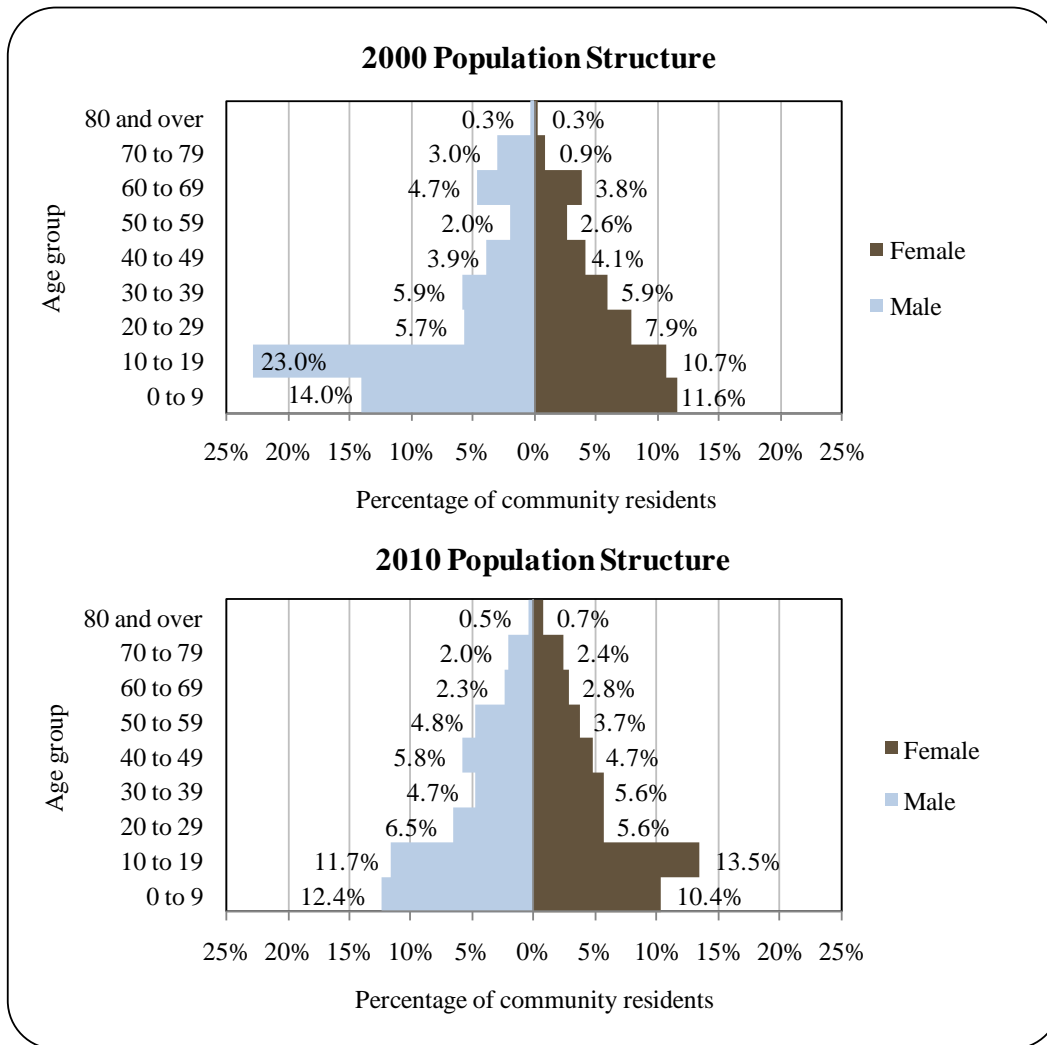 2000 Population Structure
80 and over 0.3% 0.3%
70 to 79 3.0% 0.9%
60 to 69 4.7% 3.8%
50 to 59 2.0% 2.6%
40 to 49 3.9% 4.1%
30 to 39 5.9% 5.9%
20 to 29 5.7% 7.9%
10 to 19 23.0% 10.7%
0 to 9 14.0% 11.6%
Age group
Female
Male
25% 20% 15% 10% 5% 0% 5% 10% 15% 20% 25%
Percentage of community residents
2010 Population Structure
80 and over 0.5% 0.7%
70 to 79 2.0% 2.4%
60 to 69 2.3% 2.8%
50 to 59 4.8% 3.7%
40 to 49 5.8% 4.7%
30 to 39 4.7% 5.6%
20 to 29 6.5% 5.6%
10 to 19 11.7% 13.5%
0 to 9 12.4% 10.4%
Age group
Female
Male
25% 20% 15% 10% 5% 0% 5% 10% 15% 20% 25%
Percentage of community residents